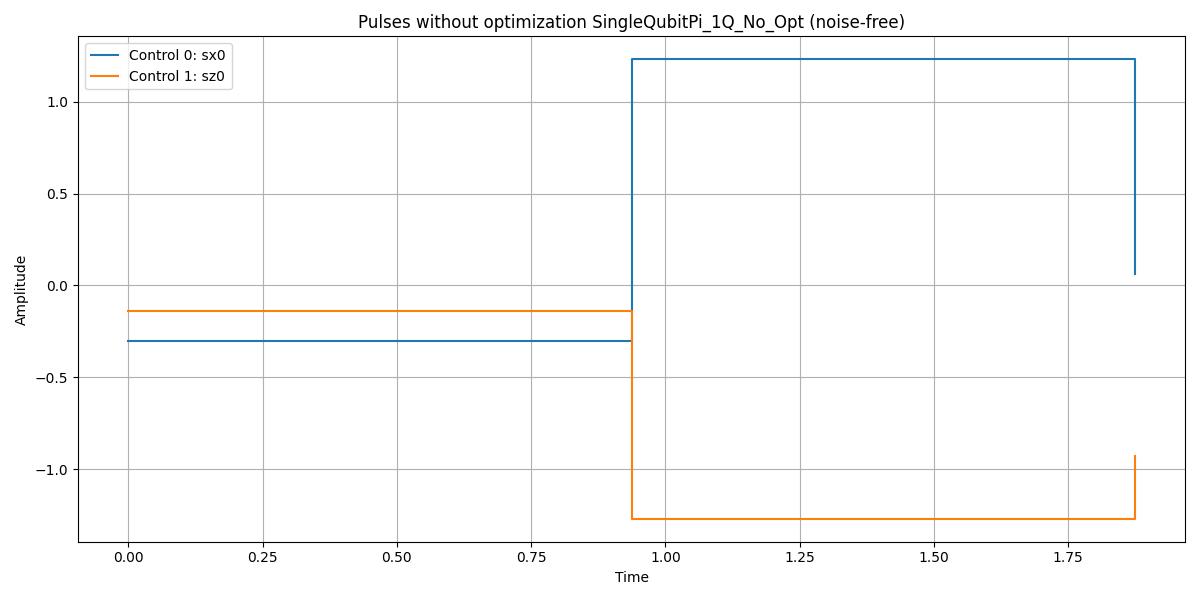 Pulses without optimization SingleQubitPi_1Q_No_Opt (noise-free)
Control 0: sx0
Control 1: sz0
Amplitude
1.0
0.5
0.0
−0.5
−1.0
0.00 0.25 0.50 0.75 1.00 1.25 1.50 1.75
Time